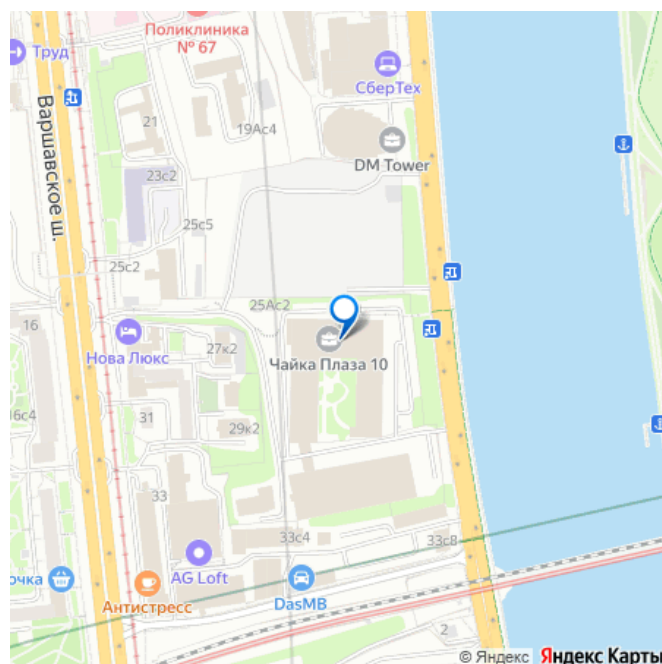 Поликлиника
№ 67
Труд
СберТех
21
19Ас4
DM Tower
Варшавское ш.
23с2
25с5
25с2
25Ас2
16
Нова Люкс
27к2
Чайка Плаза 10
16с4
31
29к2
33
33с4
33с8
AG Loft
очка
Антистресс
DasMB
2
© Яндекс Яндекс Карты